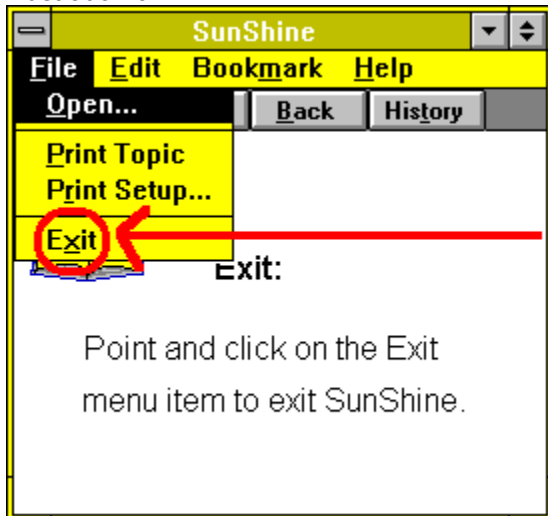 SunShine
File Edit Bookmark Help
Open... Back History
Print Topic
Print Setup...
Exit
Exit:
Point and click on the Exit
menu item to exit SunShine.